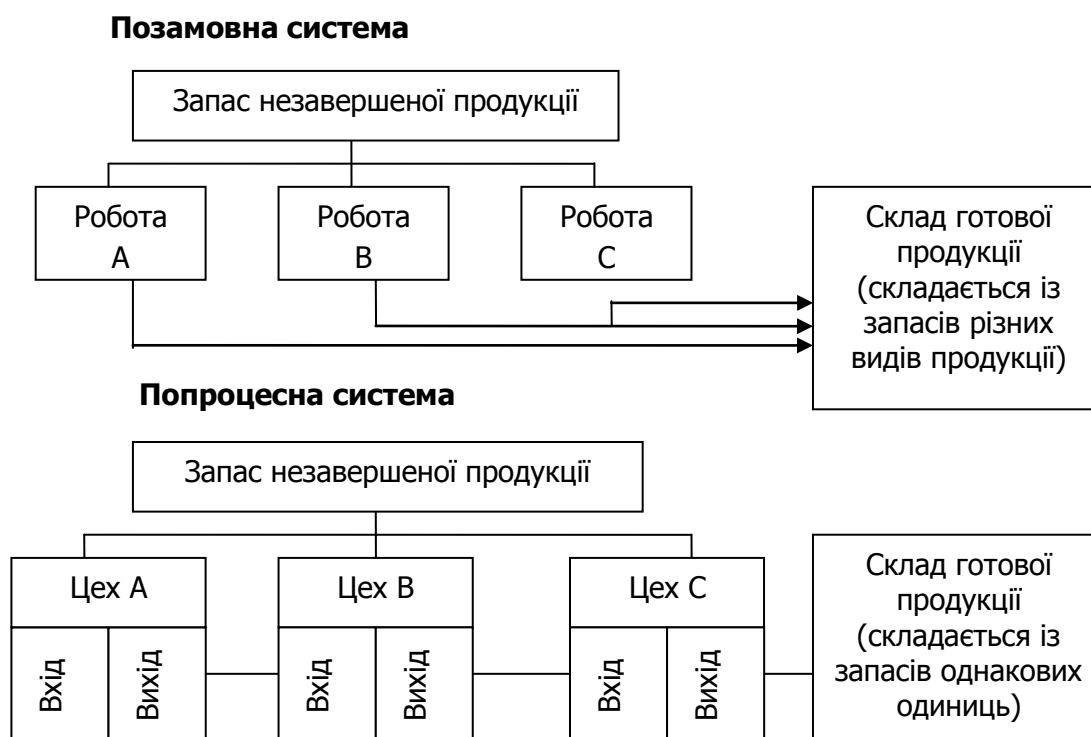 Позамовна система
Запас незавершеної продукції
Робота
A
Робота
B
Робота
C
Склад готової
продукції
(складається із
запасів різних
видів продукції)
Попроцесна система
Запас незавершеної продукції
Цех A
Вхід
Вихід
Цех B
Вхід
Вихід
Цех C
Вхід
Вихід
Склад готової
продукції
(складається із
запасів однакових
одиниць)